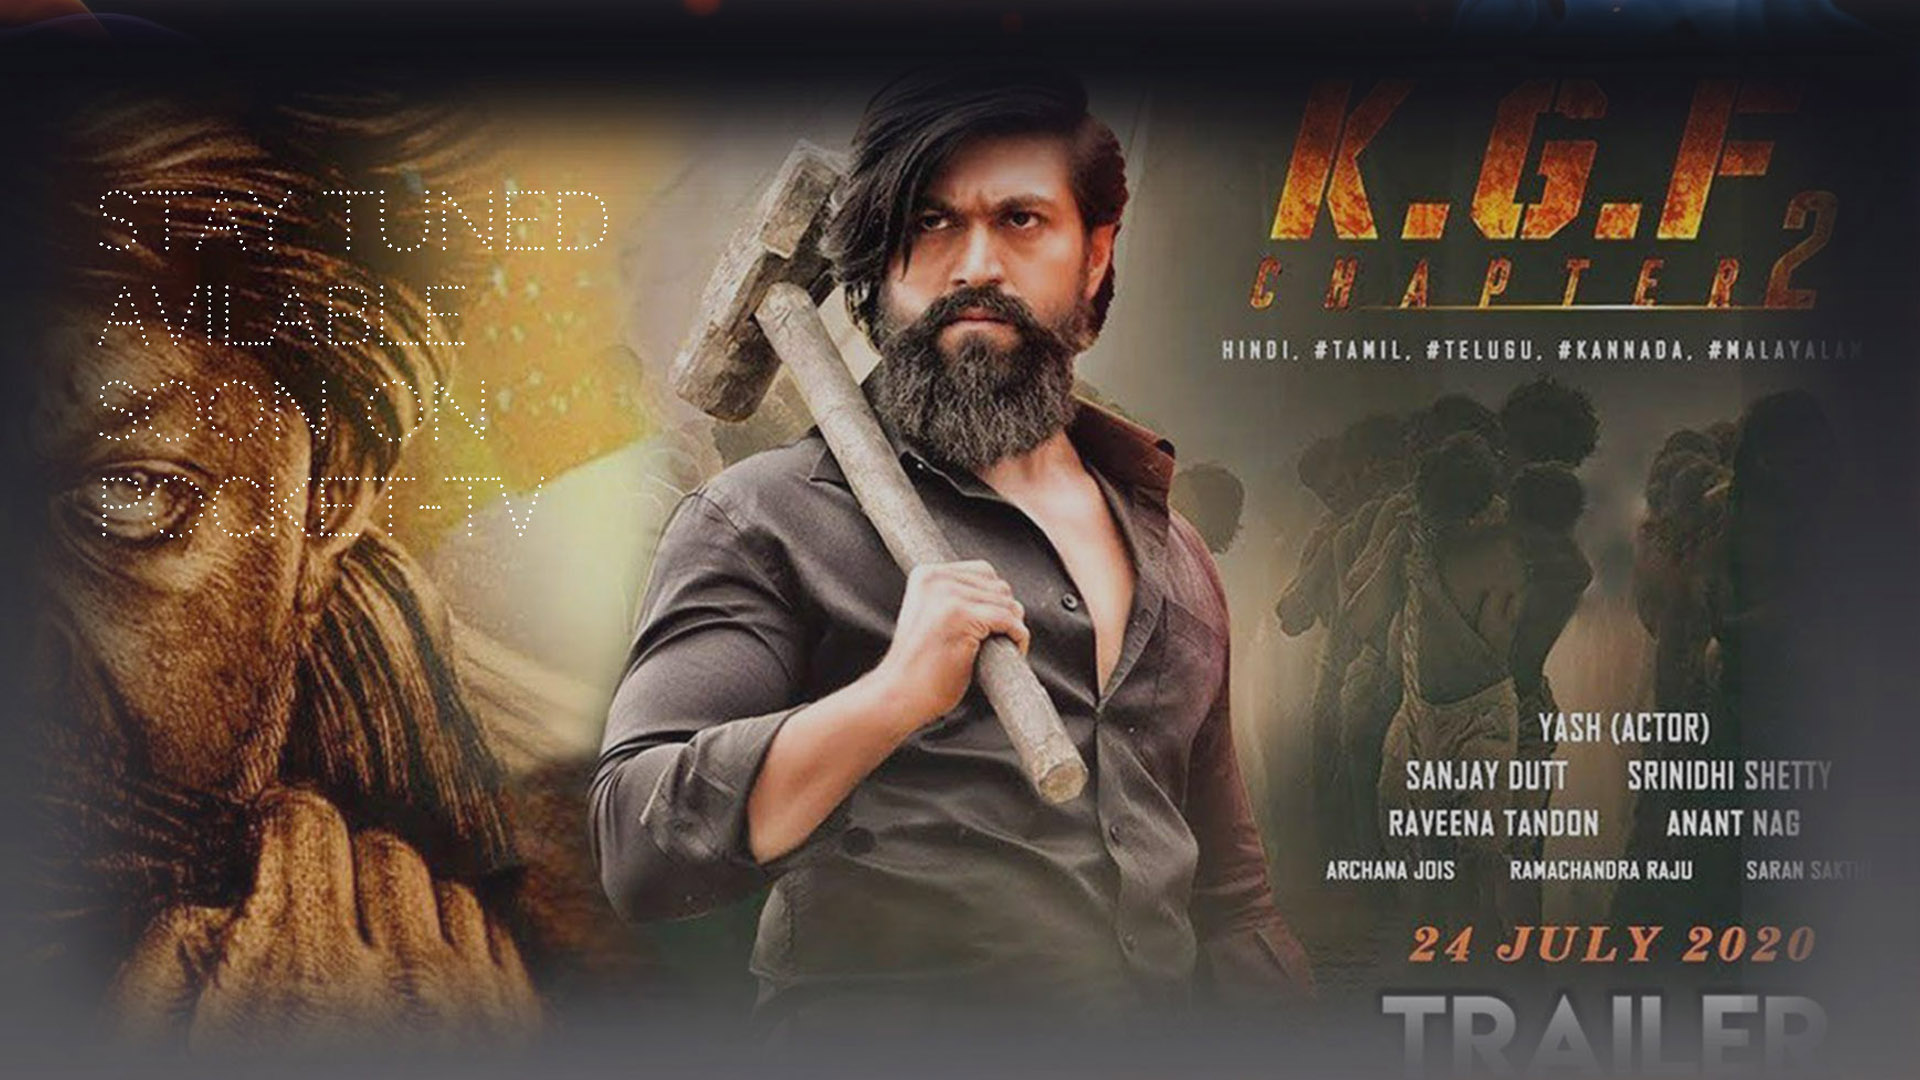 STAY TUNED
AVILABLE
SOON ON
POCKET-TV
K.G.F
CHAPTER 2
HINDI, #TAMIL, #TELUGU, #KANNADA, #MALAYALAM
YASH (ACTOR)
SANJAY DUTT SRINIDHI SHETTY
RAVEENA TANDON ANANT NAG
ARCHANA JOIS RAMACHANDRA RAJU SARAN
24 JULY 2020
TRAILER